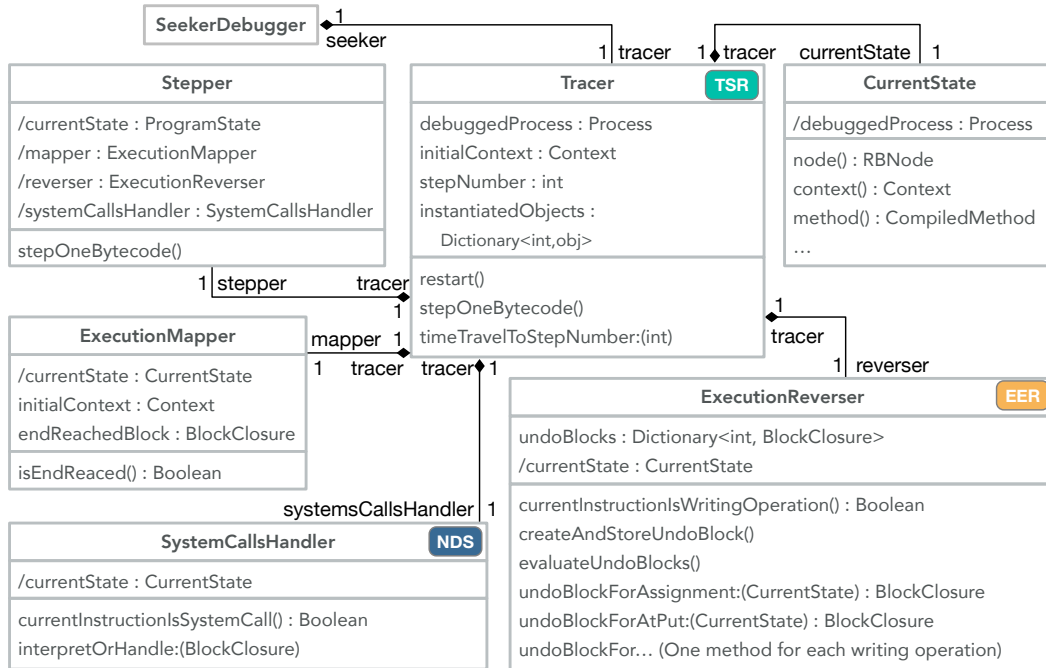 SeekerDebugger
1
seeker
1 tracer
1 tracer
currentState 1
Stepper
/currentState : ProgramState
/mapper : ExecutionMapper
/reverser : ExecutionReverser
/systemCallsHandler : SystemCallsHandler
stepOneBytecode()
Tracer
TSR
debuggedProcess : Process
initialContext : Context
stepNumber : int
instantiatedObjects :
Dictionary<int,obj>
restart()
stepOneBytecode()
timeTravelToStepNumber:(int)
CurrentState
/debuggedProcess : Process
node() : RBNode
context() : Context
method() : CompiledMethod
…
1 stepper
tracer
1
mapper 1
1 tracer
tracer 1
1
tracer
1 reverser
ExecutionMapper
/currentState : CurrentState
initialContext : Context
endReachedBlock : BlockClosure
isEndReaced() : Boolean
ExecutionReverser
EER
undoBlocks : Dictionary<int, BlockClosure>
/currentState : CurrentState
currentInstructionIsWritingOperation() : Boolean
createAndStoreUndoBlock()
evaluateUndoBlocks()
undoBlockForAssignment:(CurrentState) : BlockClosure
undoBlockForAtPut:(CurrentState) : BlockClosure
undoBlockFor… (One method for each writing operation)
systemsCallsHandler 1
SystemCallsHandler
NDS
/currentState : CurrentState
currentInstructionIsSystemCall() : Boolean
interpretOrHandle:(BlockClosure)